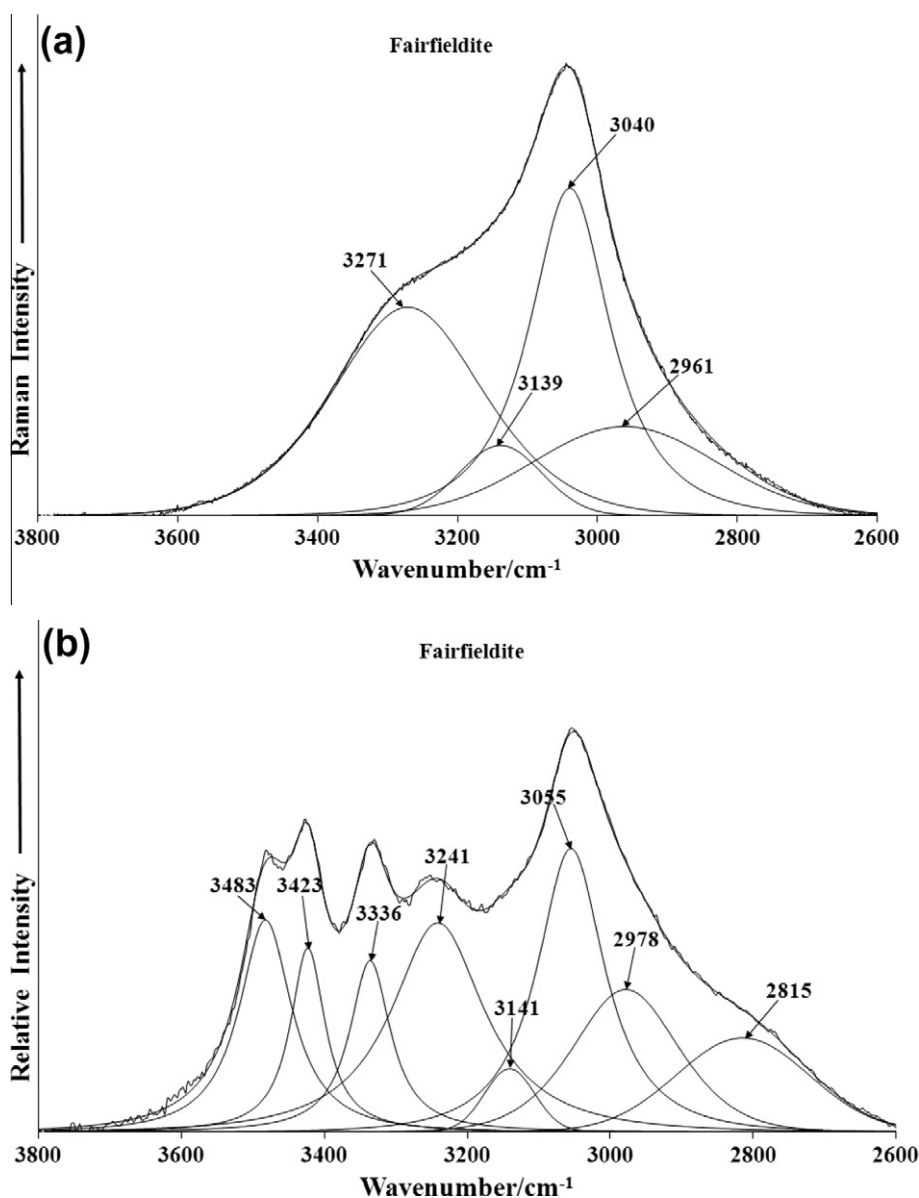 (a)
Fairfieldite
3040
3271
3139
2961
Raman Intensity
3800 3600 3400 3200 3000 2800 2600
Wavenumber/cm-1
(b)
Fairfieldite
3055
3483 3423 3336 3241
2978
3141
2815
Relative Intensity
3800 3600 3400 3200 3000 2800 2600
Wavenumber/cm-1